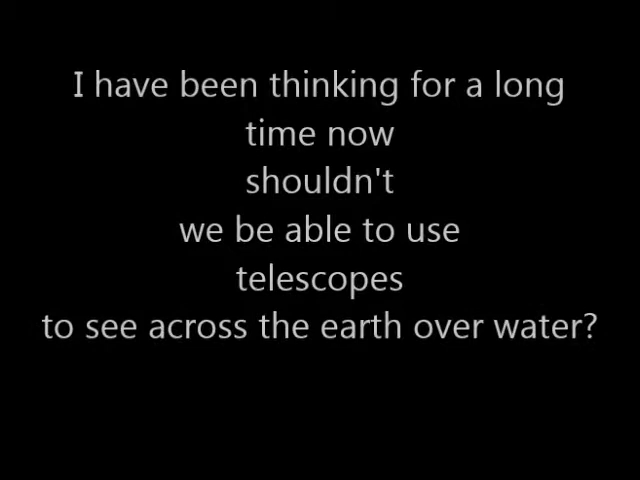 I have been thinking for a long
time now
shouldn't
we be able to use
telescopes
to see across the earth over water?